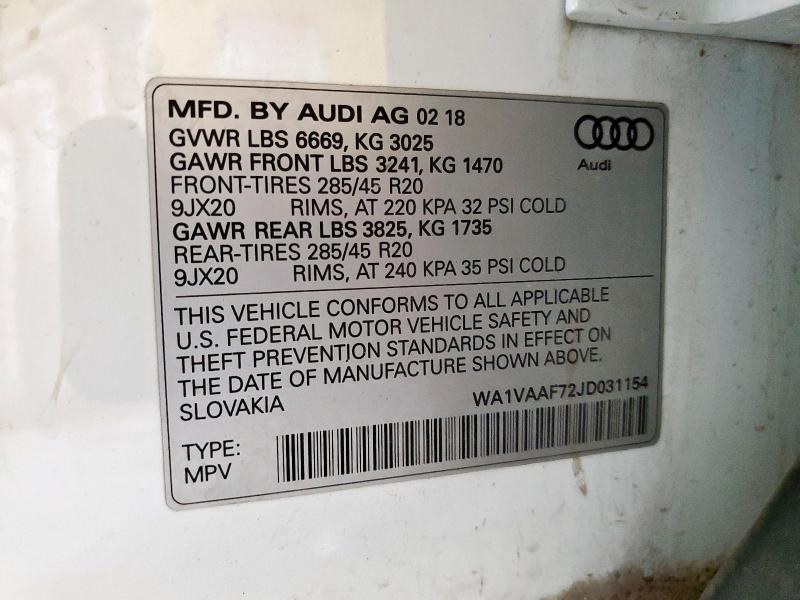 MFD. BY AUDI AG 02 18
GVWR LBS 6669, KG 3025
GAWR FRONT LBS 3241, KG 1470
FRONT-TIRES 285/45 R20
9JX20 RIMS, AT 220 KPA 32 PSI COLD
GAWR REAR LBS 3825, KG 1735
REAR-TIRES 285/45 R20
9JX20 RIMS, AT 240 KPA 35 PSI COLD
Audi
THIS VEHICLE CONFORMS TO ALL APPLICABLE
U.S. FEDERAL MOTOR VEHICLE SAFETY AND
THEFT PREVENTION STANDARDS IN EFFECT ON
THE DATE OF MANUFACTURE SHOWN ABOVE.
SLOVAKIA WA1VAAF72JD031154
TYPE:
MPV